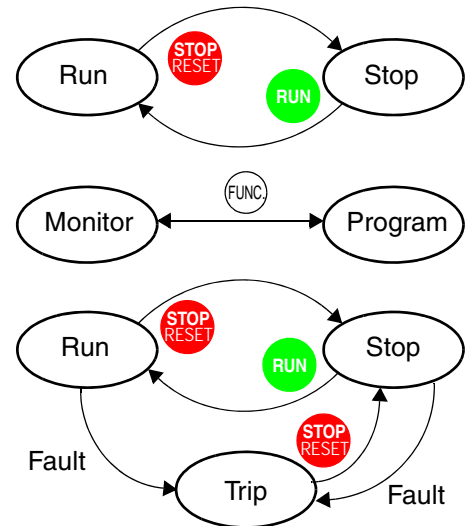 STOP
RESET
Run
Stop
RUN
FUNC.
Monitor
Program
STOP
RESET
Run
Stop
RUN
STOP
RESET
Fault
Trip
Fault